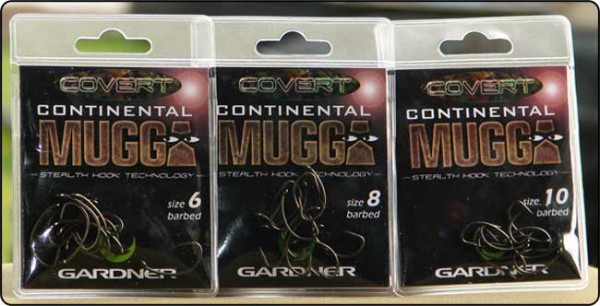 COVERT
CONTINENTAL
MUGGA
STEALTH HOOK TECHNOLOGY
size 6
barbed
GARDNER
COVERT
CONTINENTAL
MUGGA
STEALTH HOOK TECHNOLOGY
size 8
barbed
GARDNER
COVERT
CONTINENTAL
MUGGA
STEALTH HOOK TECHNOLOGY
size 10
barbed
GARDNER